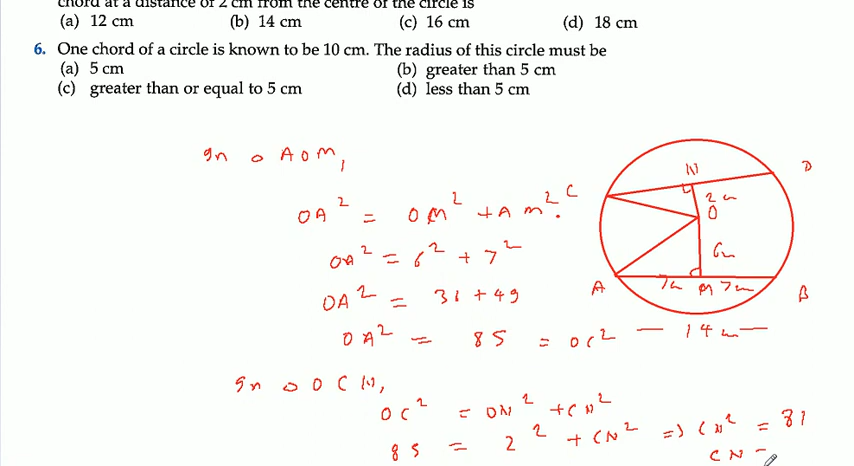 chord at a distance of 2 cm from the centre of the circle is
(a) 12 cm (b) 14 cm (c) 16 cm (d) 18 cm
6. One chord of a circle is known to be 10 cm. The radius of this circle must be
(a) 5 cm (b) greater than 5 cm
(c) greater than or equal to 5 cm (d) less than 5 cm
In △ AOM,
OA² = OM² + AM².
OA² = 6² + 7²
OA² = 36 + 49
OA² = 85 = OC²
In △ OCN,
OC² = ON² + CN²
85 = 2² + CN² => CN² = 81
CN =
N D
C
2cm
O
6cm
A 7cm M 7cm B
— 14cm —